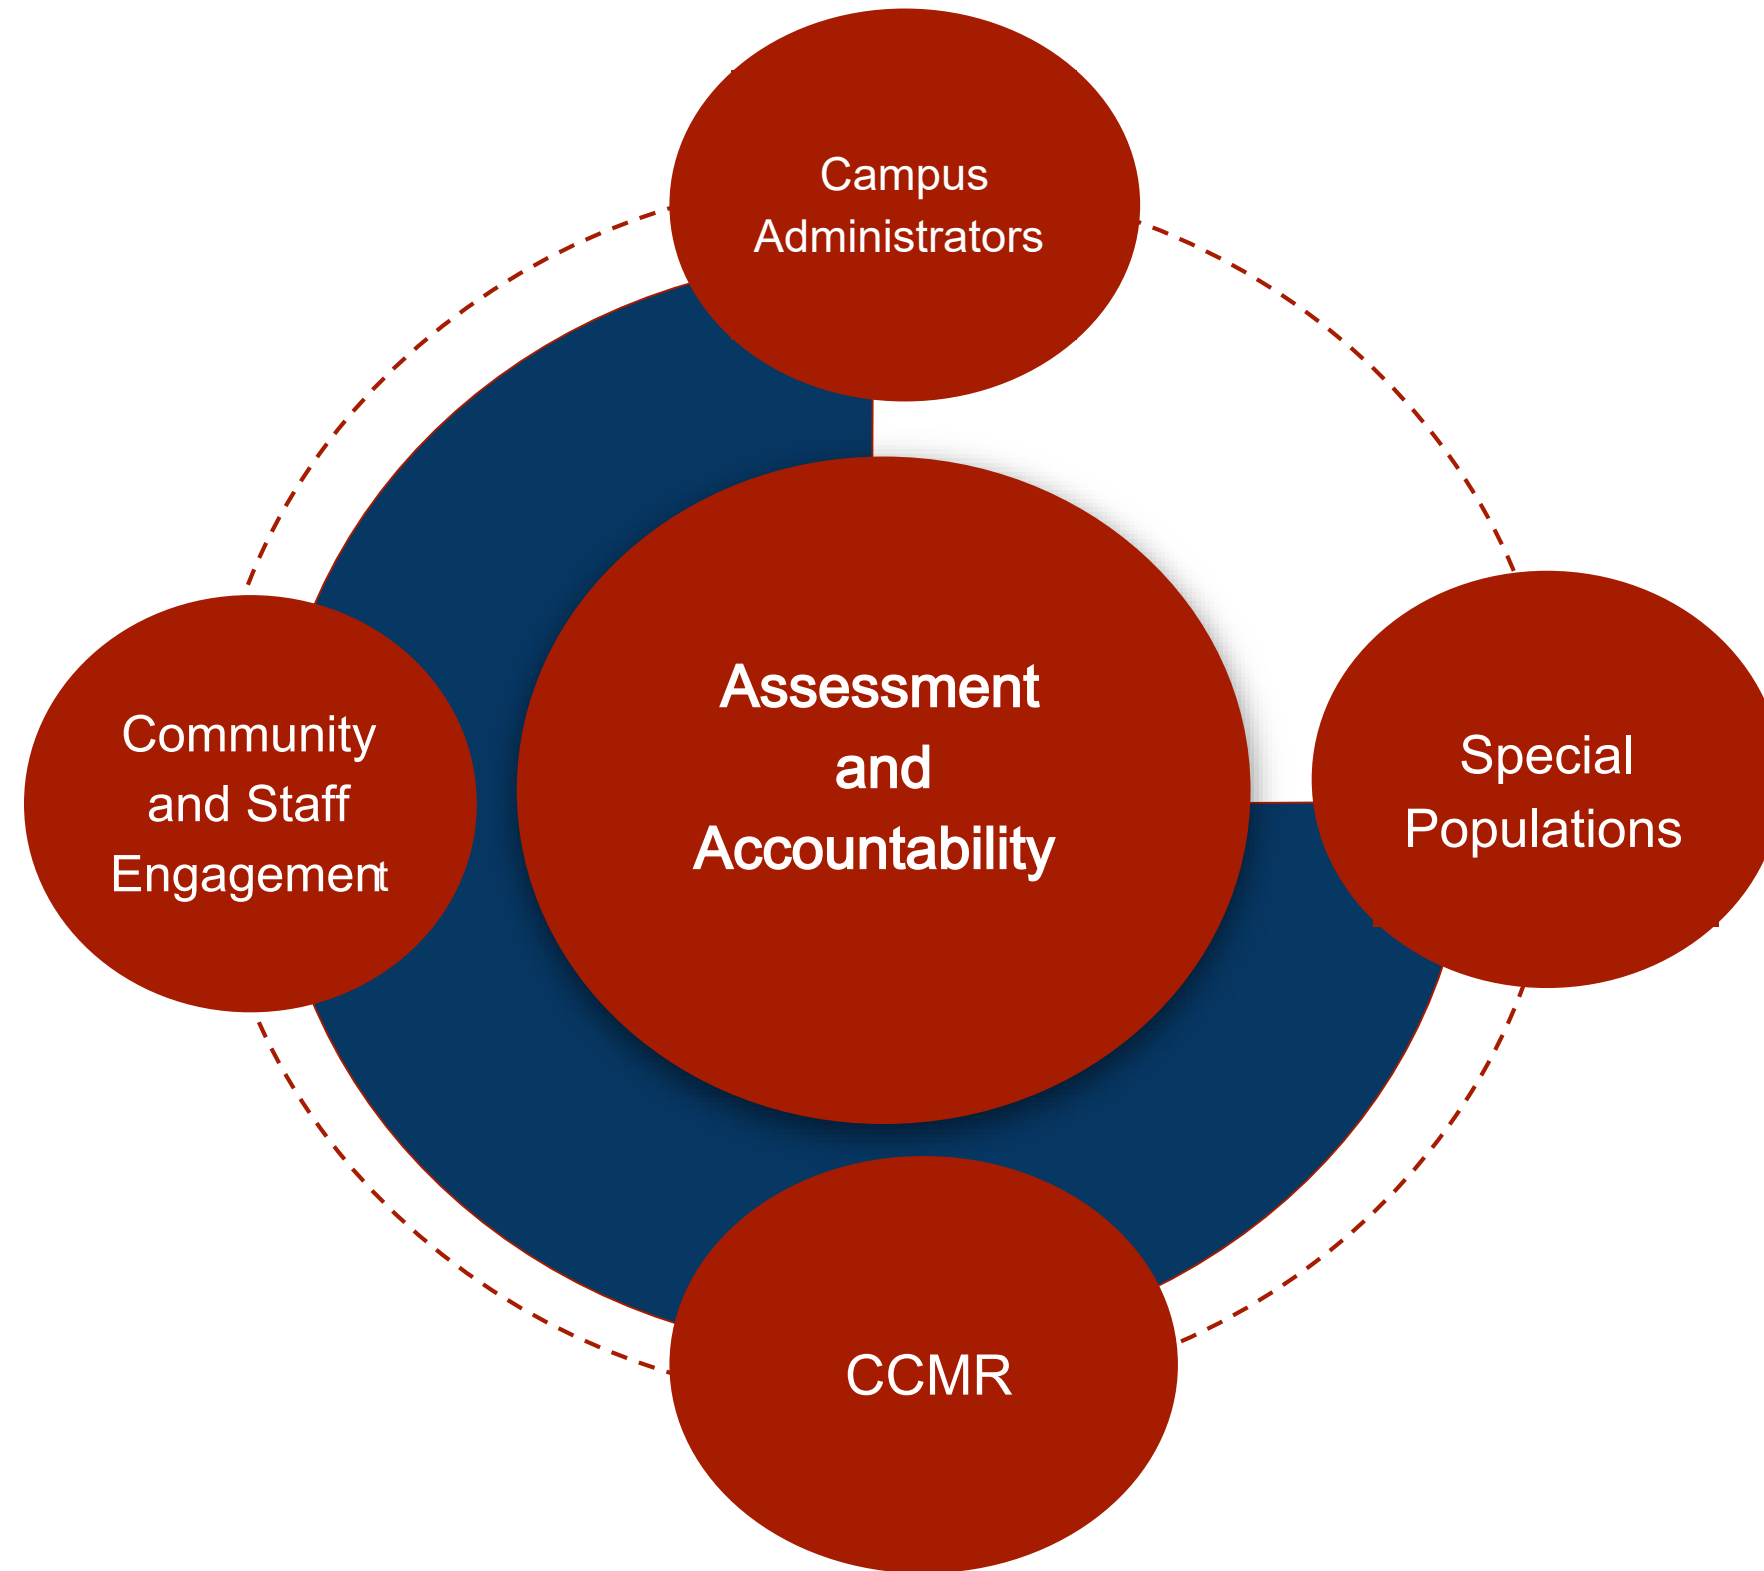 Campus
Administrators
Assessment
and
Accountability
Community
and Staff
Engagement
Special
Populations
CCMR